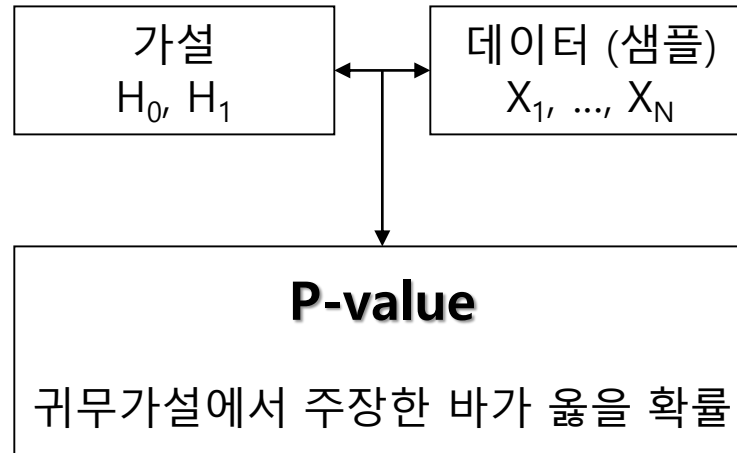 가설
H₀, H₁
데이터 (샘플)
X₁, ..., X_N
P-value
귀무가설에서 주장한 바가 옳을 확률